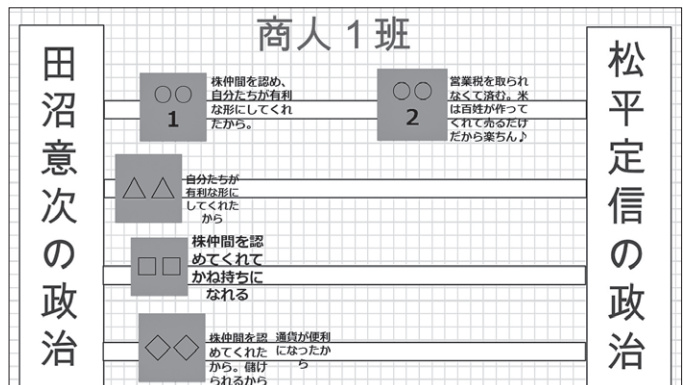 商人１班
田沼意次の政治
○○
1
株仲間を認め、
自分たちが有利
な形にしてくれ
たから。
○○
2
営業税を取られ
なくて済む。米
は百姓が作って
くれて売るだけ
だから楽ちん♪
△△
自分たちが
有利な形に
してくれた
から
□□
株仲間を認
めてくれて
かね持ちに
なれる
◇◇
株仲間を認
めてくれた
から。儲け
られるから
通貨が便利
になったか
ら
松平定信の政治